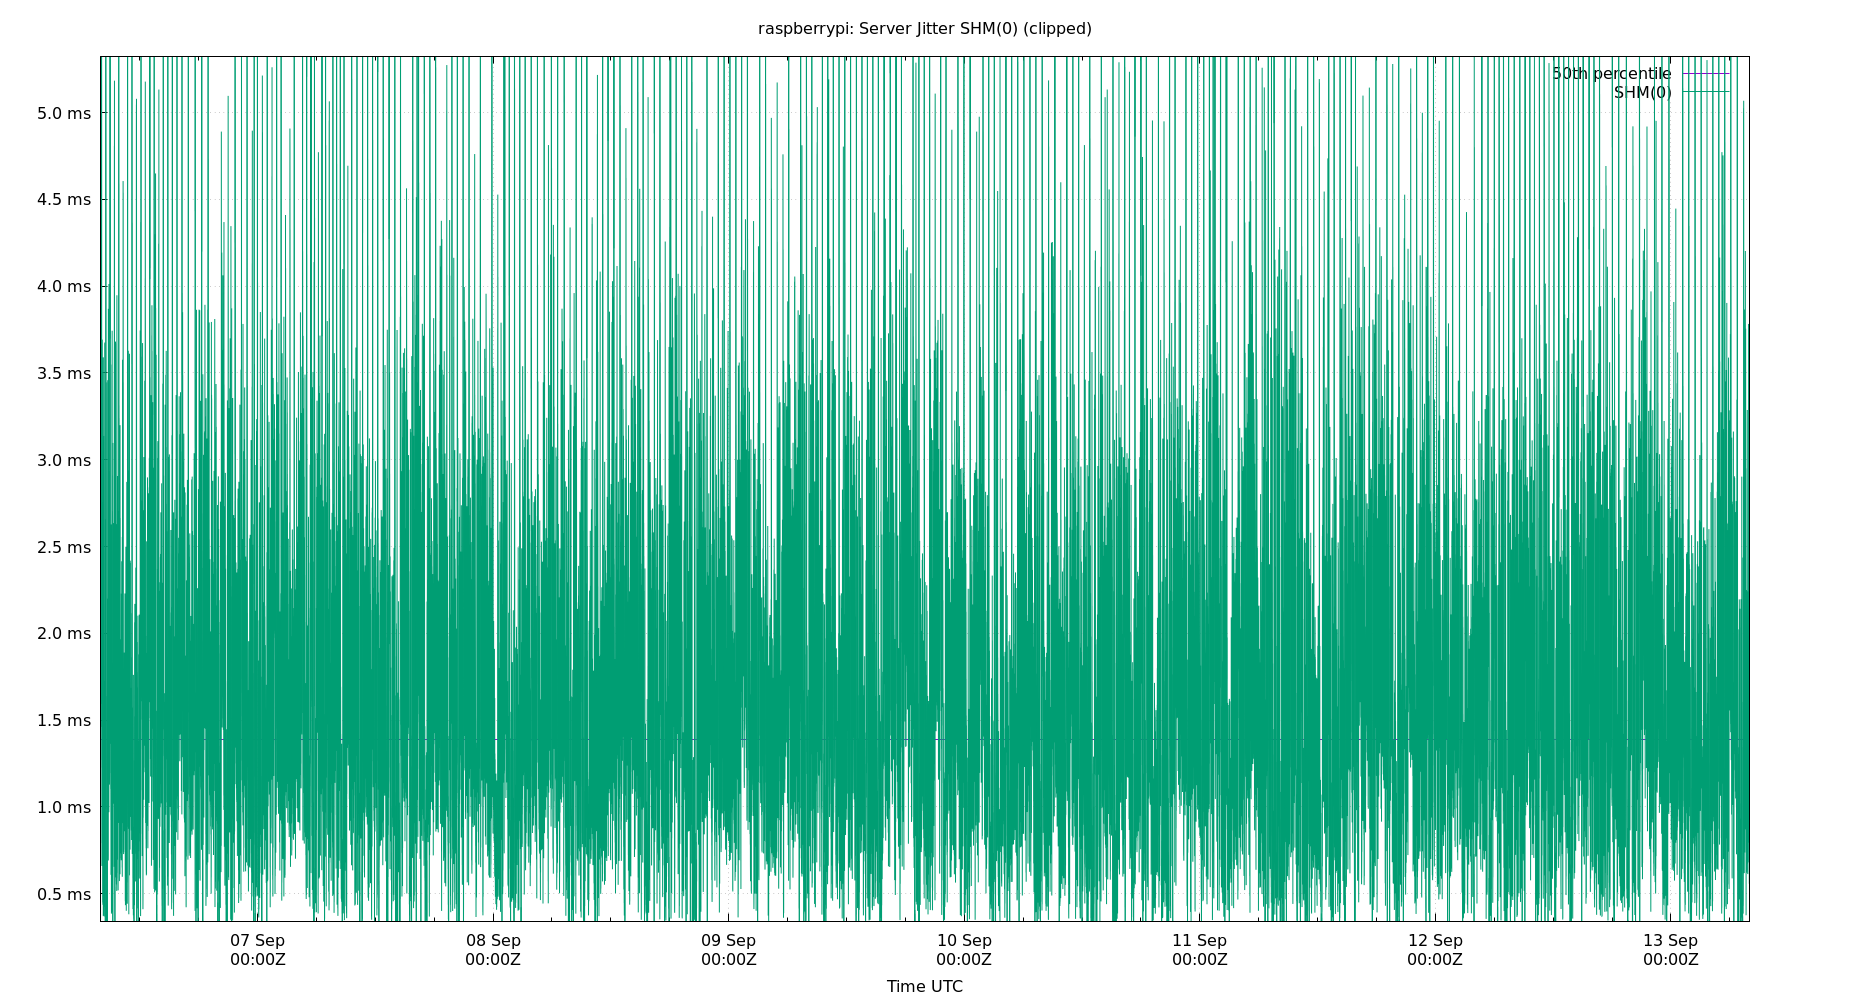 raspberrypi: Server Jitter SHM(0) (clipped)
50th percentile
SHM(0)
5.0 ms
4.5 ms
4.0 ms
3.5 ms
3.0 ms
2.5 ms
2.0 ms
1.5 ms
1.0 ms
0.5 ms
07 Sep 08 Sep 09 Sep 10 Sep 11 Sep 12 Sep 13 Sep
00:00Z 00:00Z 00:00Z 00:00Z 00:00Z 00:00Z 00:00Z
Time UTC